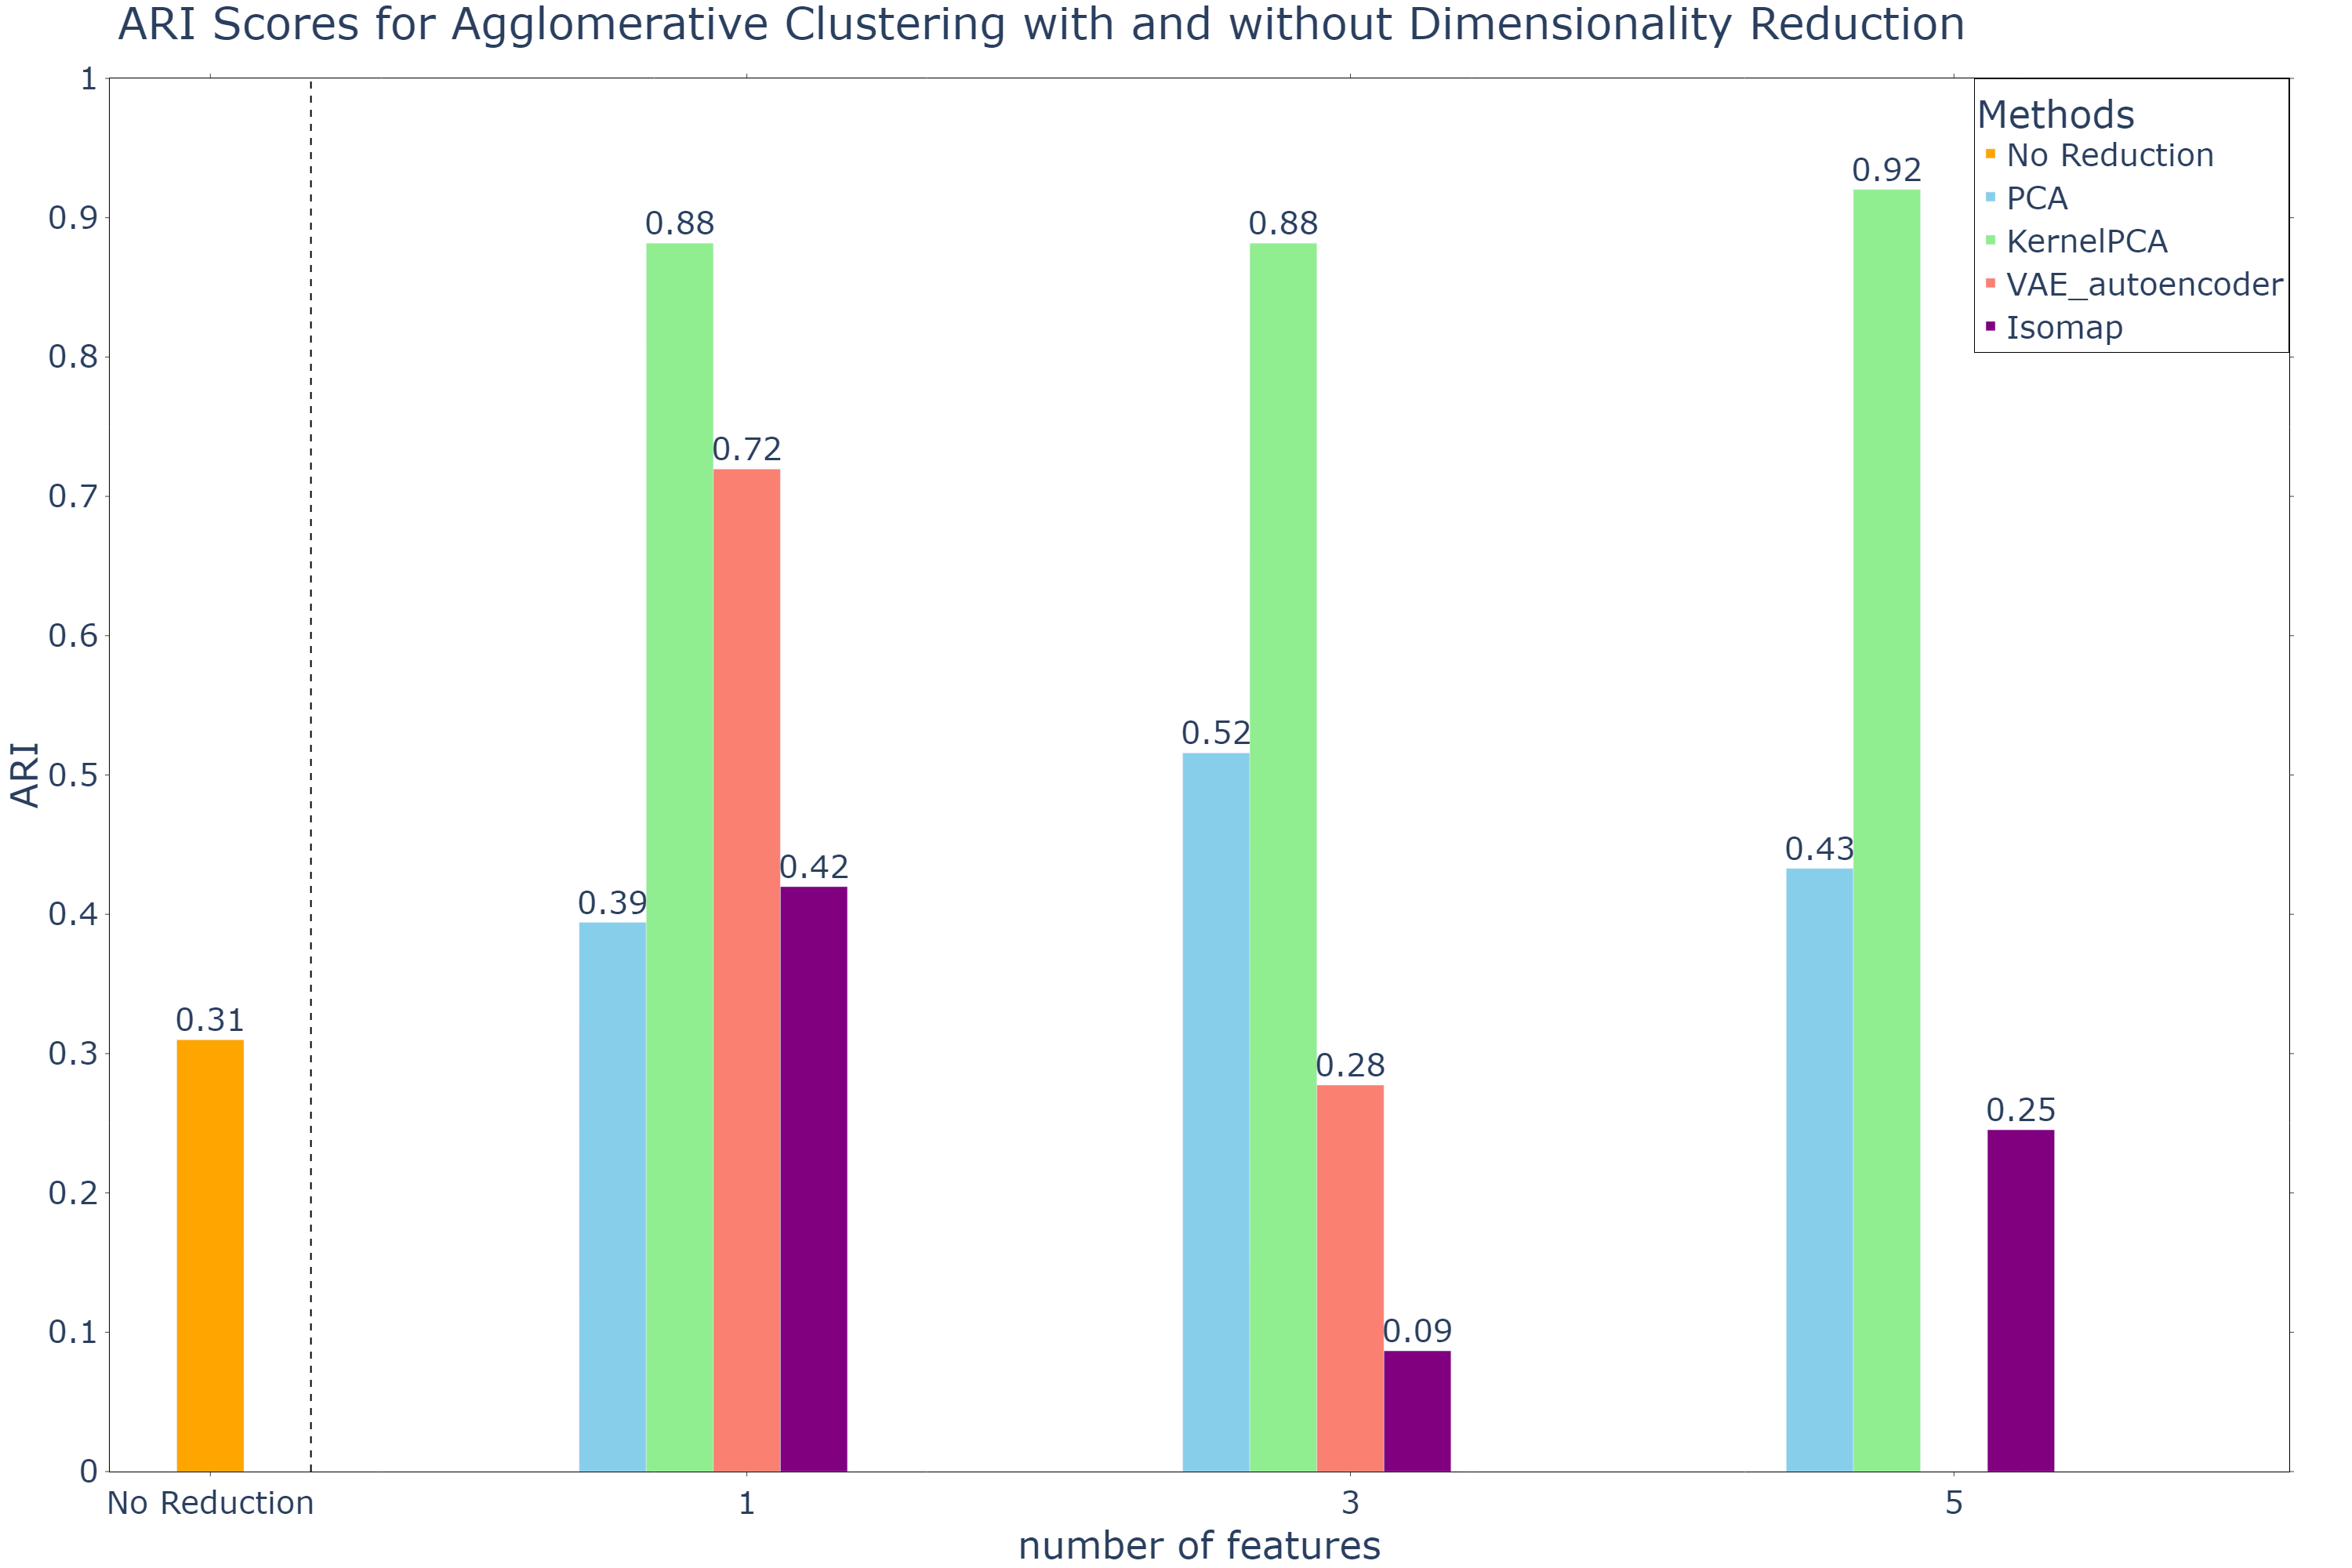 ARI Scores for Agglomerative Clustering with and without Dimensionality Reduction
Methods
No Reduction
PCA
KernelPCA
VAE_autoencoder
Isomap
ARI
1
0.9
0.8
0.7
0.6
0.5
0.4
0.3
0.2
0.1
0
0.31
0.39
0.88
0.72
0.42
0.52
0.88
0.28
0.09
0.43
0.92
0.25
No Reduction
1
3
5
number of features